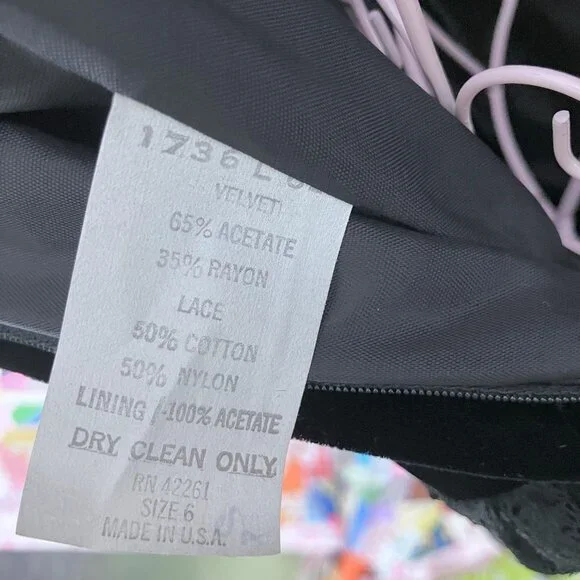 1736 L
VELVET
65% ACETATE
35% RAYON
LACE
50% COTTON
50% NYLON
LINING /-100% ACETATE
DRY CLEAN ONLY
RN 42261
SIZE 6
MADE IN U.S.A.